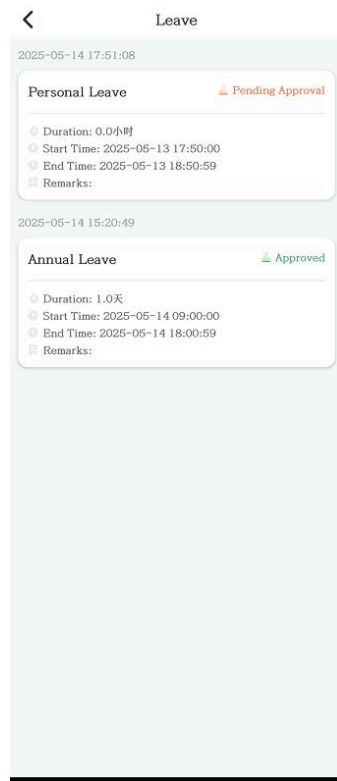 Leave
2025-05-14 17:51:08
Personal Leave
Pending Approval
Duration: 0.0小时
Start Time: 2025-05-13 17:50:00
End Time: 2025-05-13 18:50:59
Remarks:
2025-05-14 15:20:49
Annual Leave
Approved
Duration: 1.0天
Start Time: 2025-05-14 09:00:00
End Time: 2025-05-14 18:00:59
Remarks: